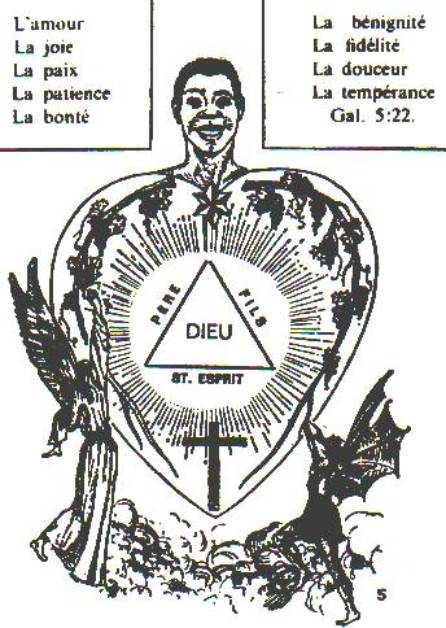 L'amour
La joie
La paix
La patience
La bonté
La bénignité
La fidélité
La douceur
La tempérance
Gal. 5:22.
PERE
FILS
DIEU
ST. ESPRIT
5